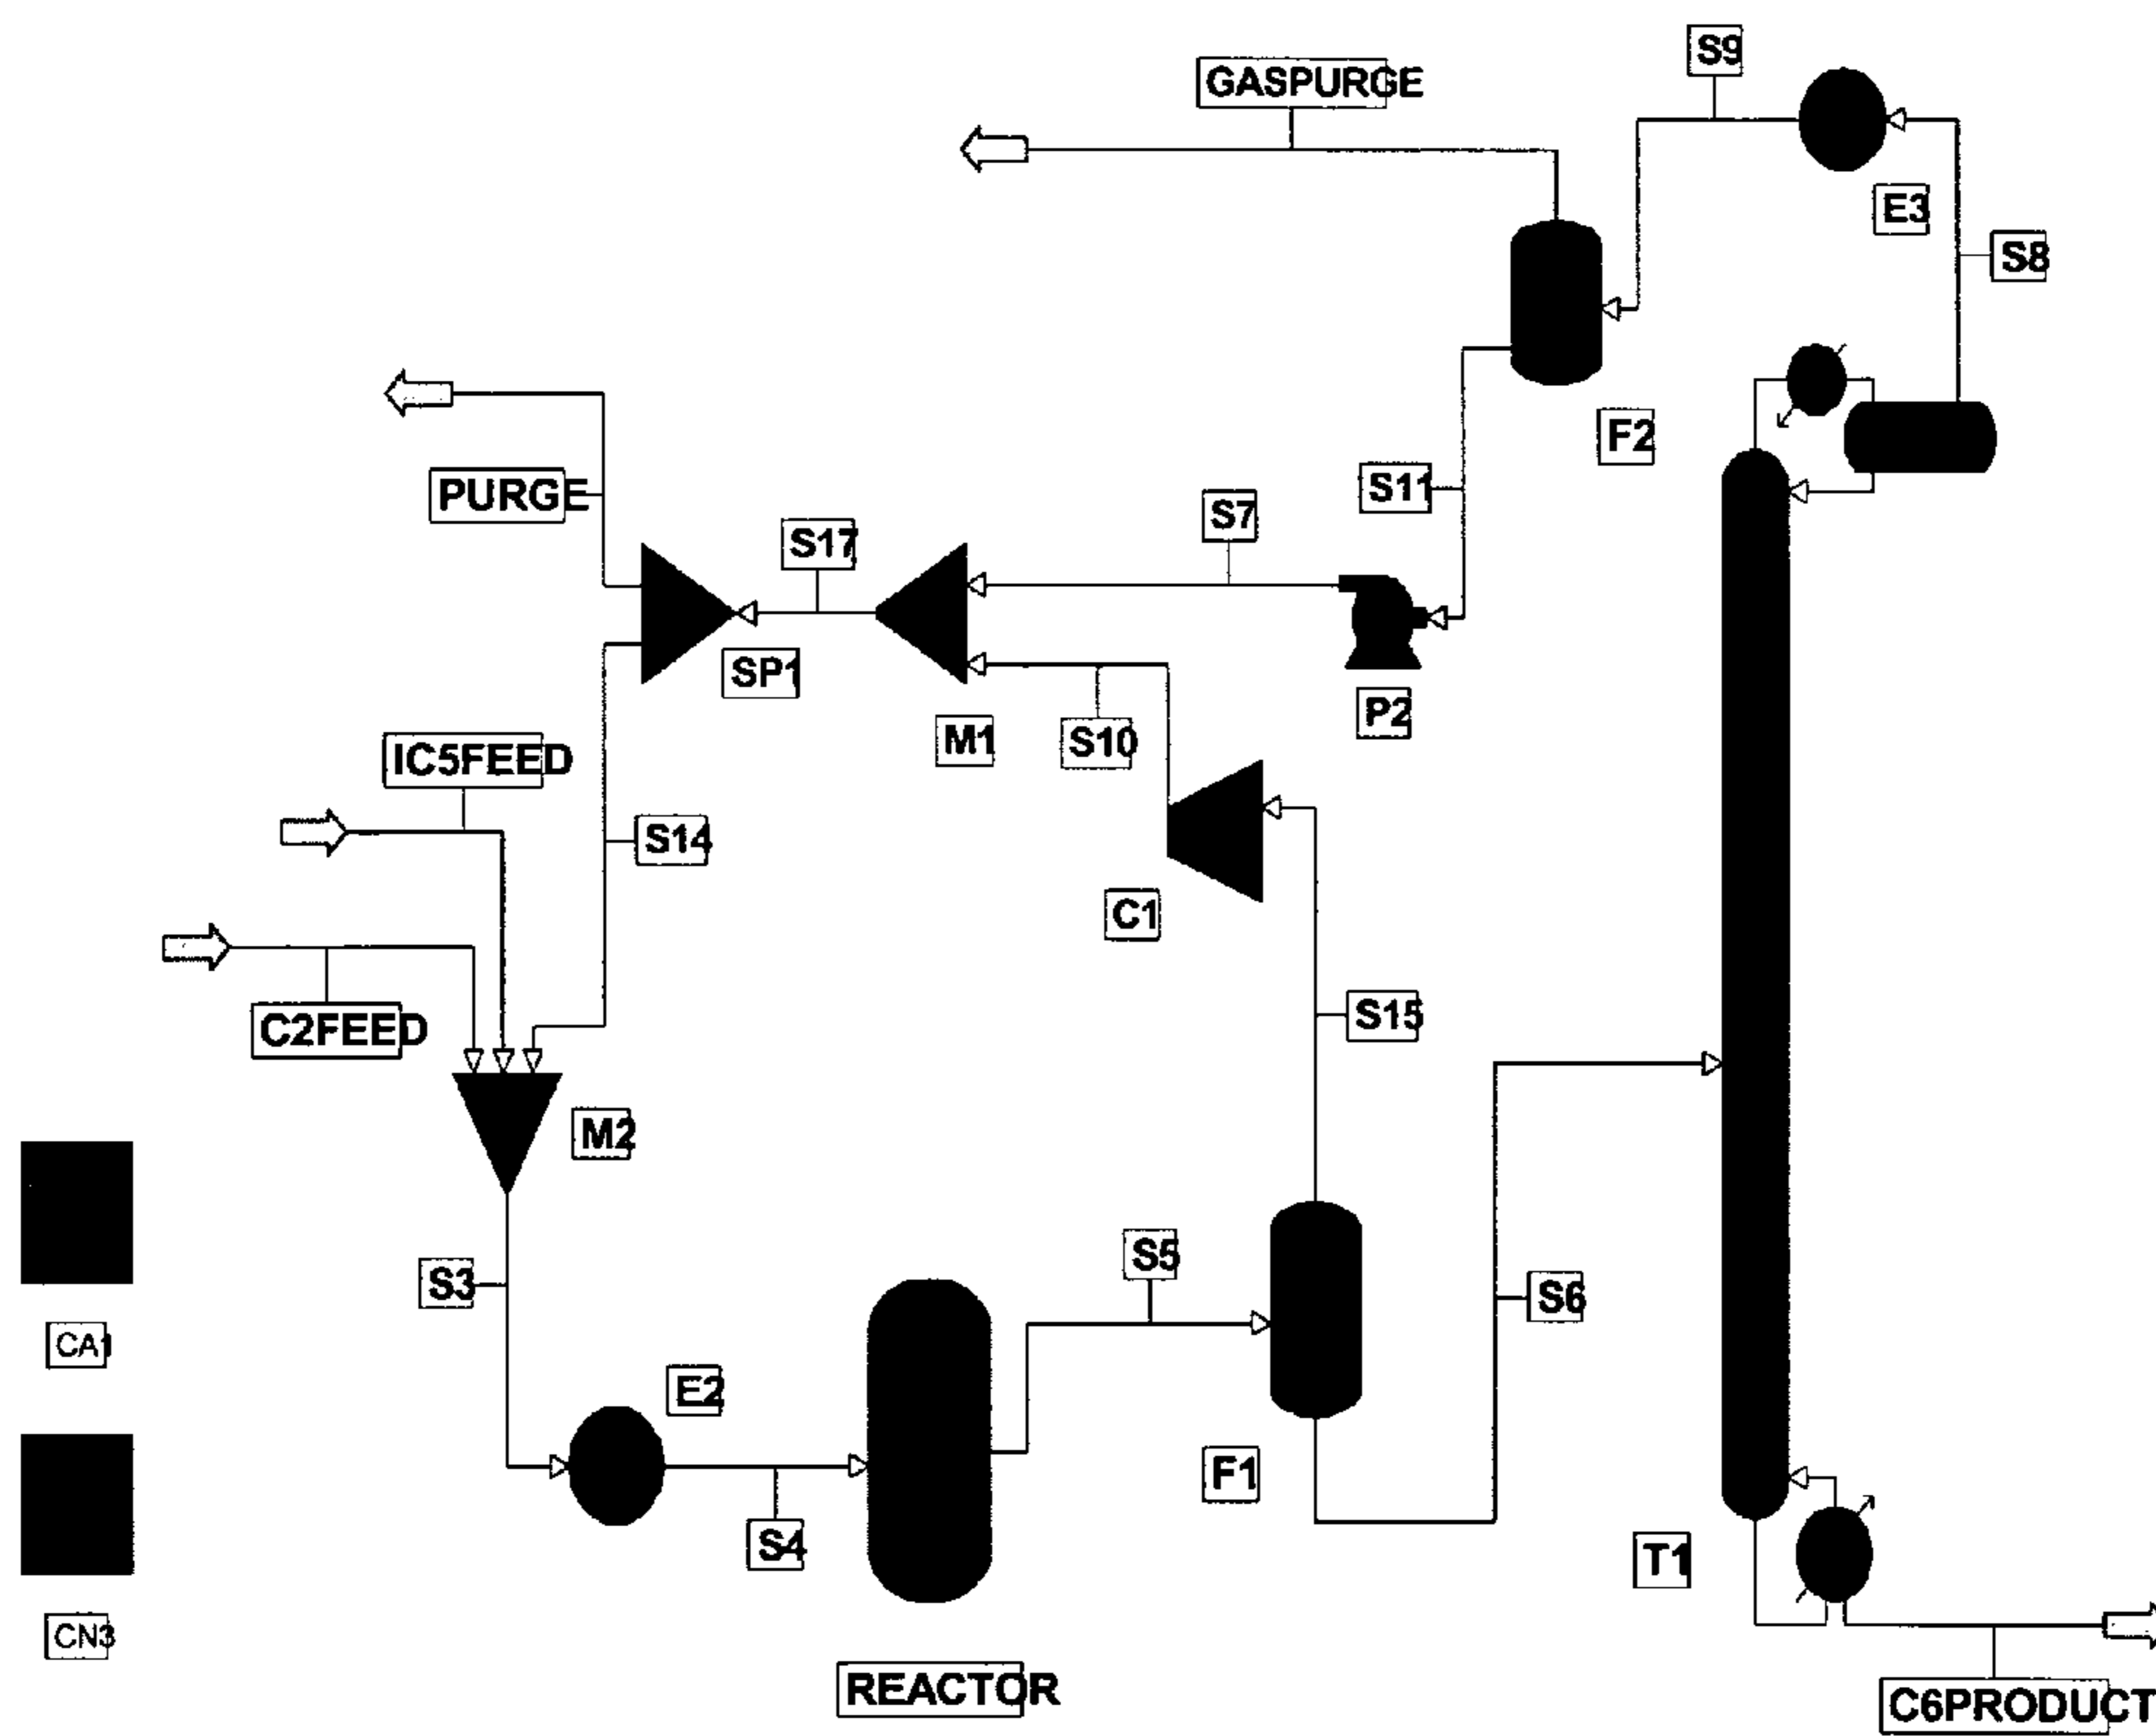 S9
GASPURGE
E3
S8
F2
S11
PURGE
S7
S17
SP1
P2
M1
S10
IC5FEED
S14
C1
C2FEED
S15
M2
S5
S3
S6
CA1
E2
F1
S4
T1
CN3
REACTOR
C6PRODUCT